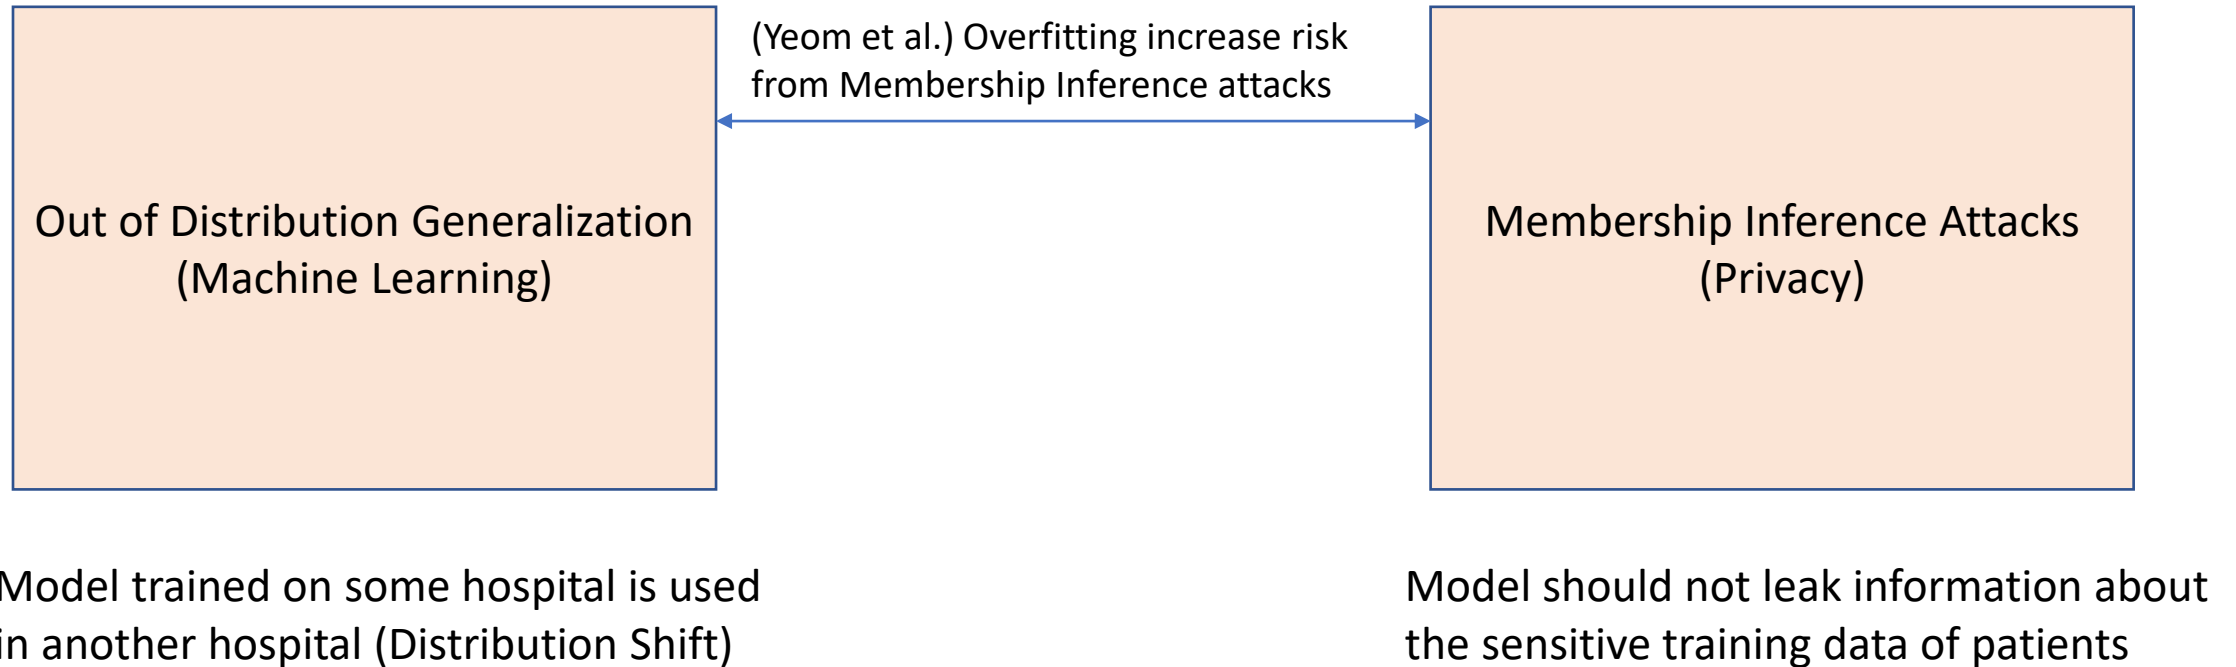 (Yeom et al.) Overfitting increase risk
from Membership Inference attacks
Out of Distribution Generalization
(Machine Learning)
Membership Inference Attacks
(Privacy)
Model trained on some hospital is used
in another hospital (Distribution Shift)
Model should not leak information about
the sensitive training data of patients